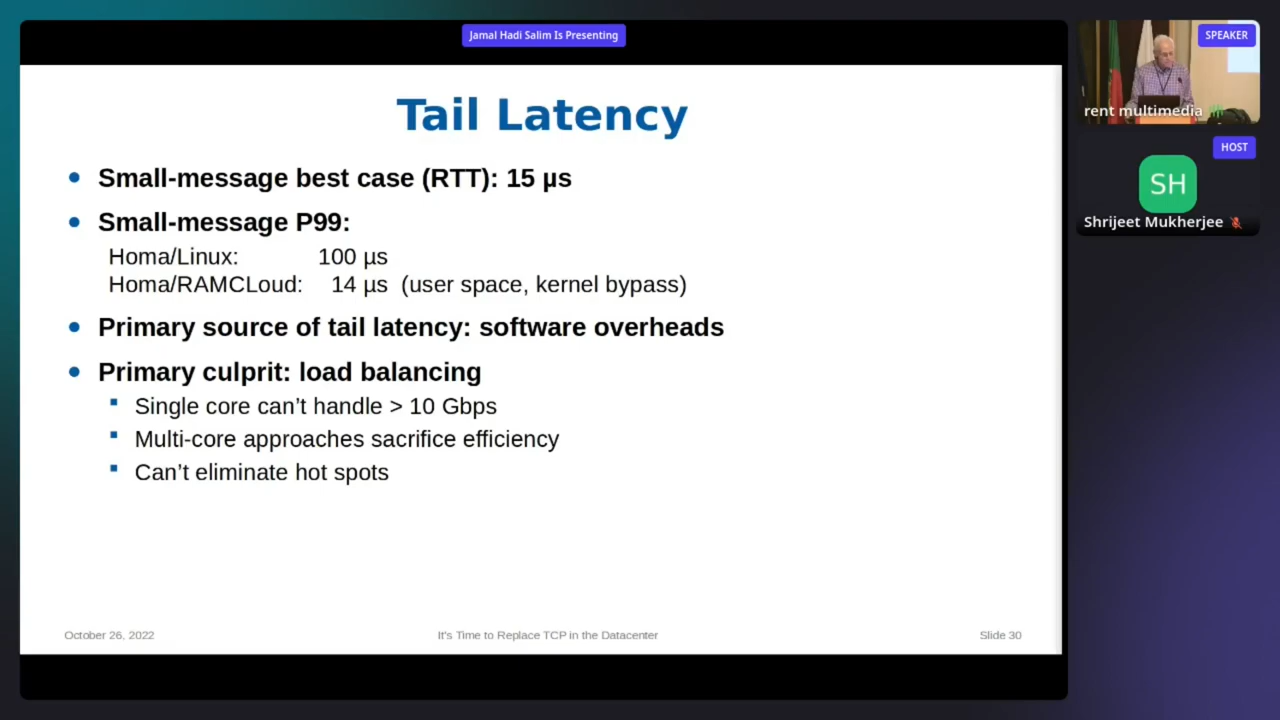 Jamal Hadi Salim Is Presenting
SPEAKER
rent multimedia
HOST
SH
Shrijeet Mukherjee
Tail Latency
Small-message best case (RTT): 15 µs
Small-message P99:
Homa/Linux: 100 µs
Homa/RAMCLoud: 14 µs (user space, kernel bypass)
Primary source of tail latency: software overheads
Primary culprit: load balancing
Single core can’t handle > 10 Gbps
Multi-core approaches sacrifice efficiency
Can’t eliminate hot spots
October 26, 2022
It's Time to Replace TCP in the Datacenter
Slide 30